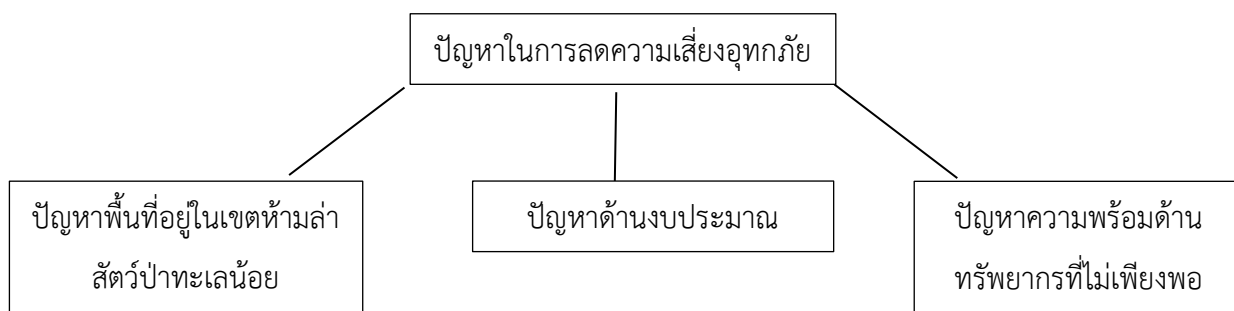 ปัญหาในการลดความเสี่ยงอุทกภัย
ปัญหาพื้นที่อยู่ในเขตห้ามล่า
สัตว์ป่าทะเลน้อย
ปัญหาด้านงบประมาณ
ปัญหาความพร้อมด้าน
ทรัพยากรที่ไม่เพียงพอ